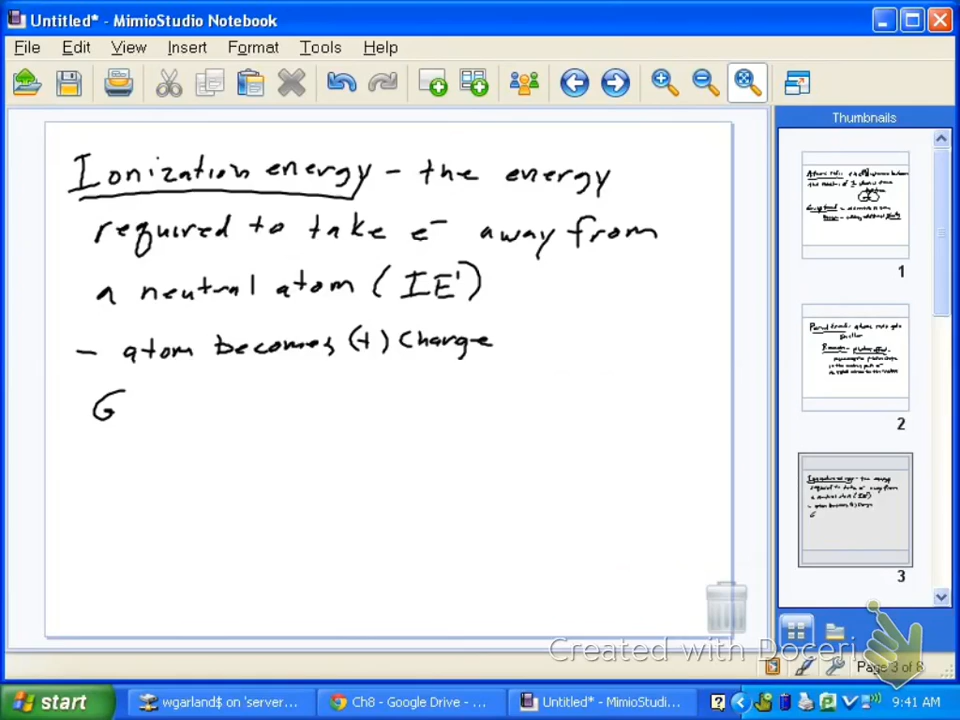 Untitled* - MimioStudio Notebook
File Edit View Insert Format Tools Help
Thumbnails
Ionization energy - the energy
required to take e⁻ away from
a neutral atom (IE¹)
- atom becomes (+) charge
G
1
2
3
Created with Doceri
Page 3 of 8
start
wgarland$ on 'server...
Ch8 - Google Drive - ...
Untitled* - MimioStudi...
9:41 AM